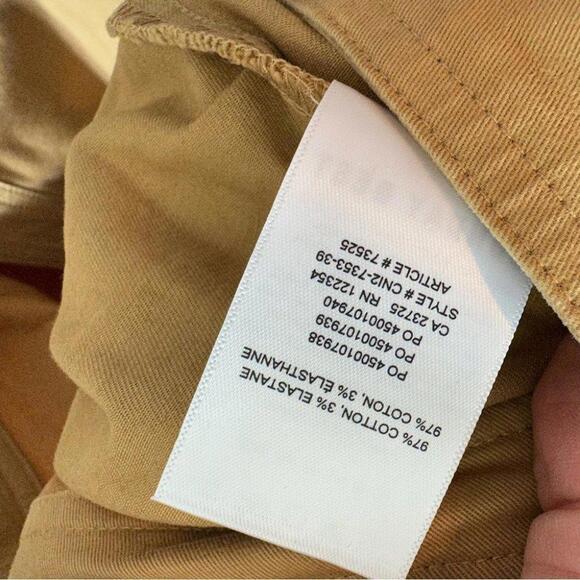 97% COTTON, 3% ELASTANE
97% COTON, 3% ÉLASTHANNE
PO 4500107938
PO 4500107939
PO 4500107940
CA 23725 RN 122354
STYLE # CNI2-7353-39
ARTICLE # 73525